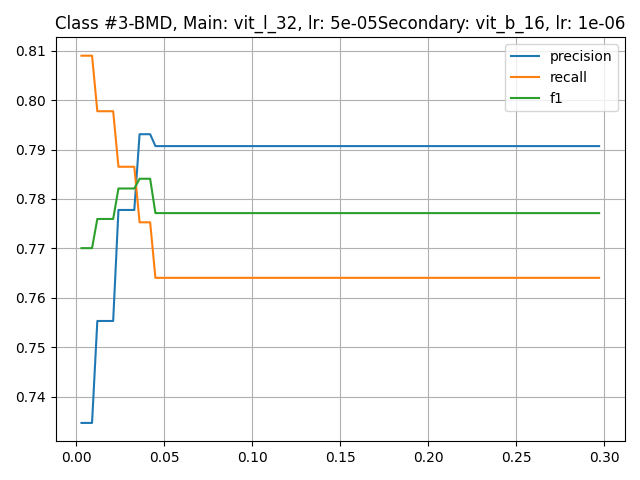 Class #3-BMD, Main: vit_l_32, lr: 5e-05Secondary: vit_b_16, lr: 1e-06
precision
recall
f1
0.81
0.80
0.79
0.78
0.77
0.76
0.75
0.74
0.00 0.05 0.10 0.15 0.20 0.25 0.30